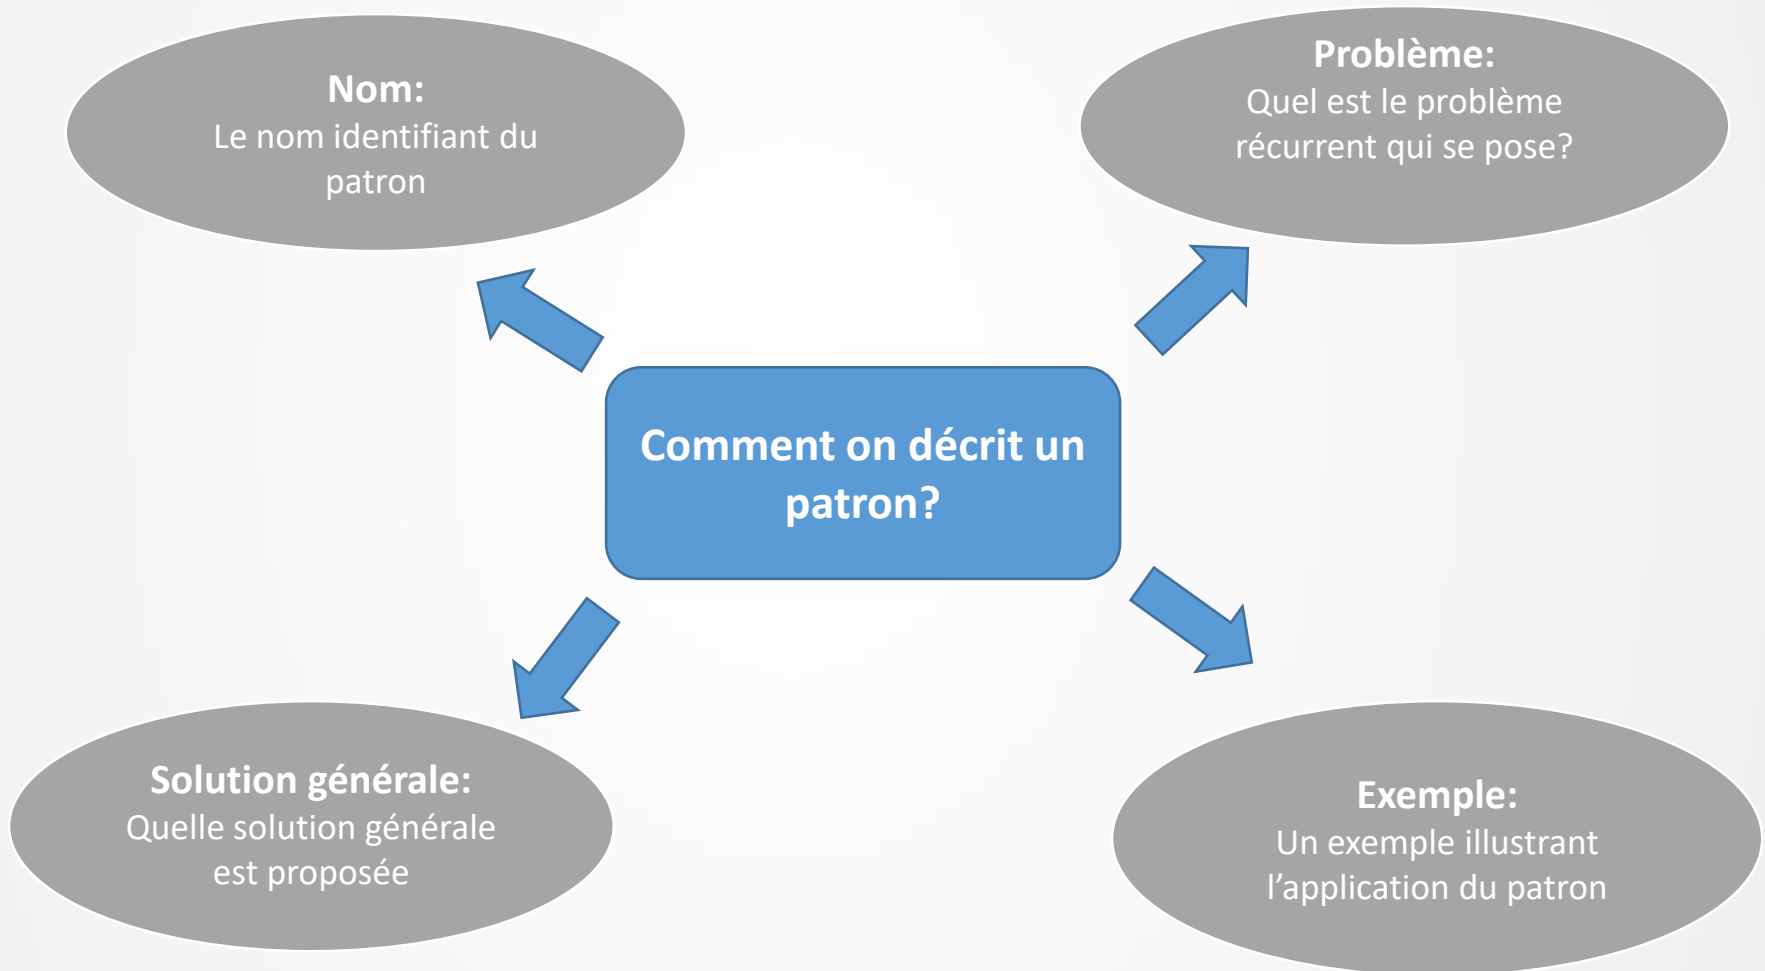 Nom:
Le nom identifiant du
patron
Problème:
Quel est le problème
récurrent qui se pose?
Comment on décrit un
patron?
Solution générale:
Quelle solution générale
est proposée
Exemple:
Un exemple illustrant
l’application du patron